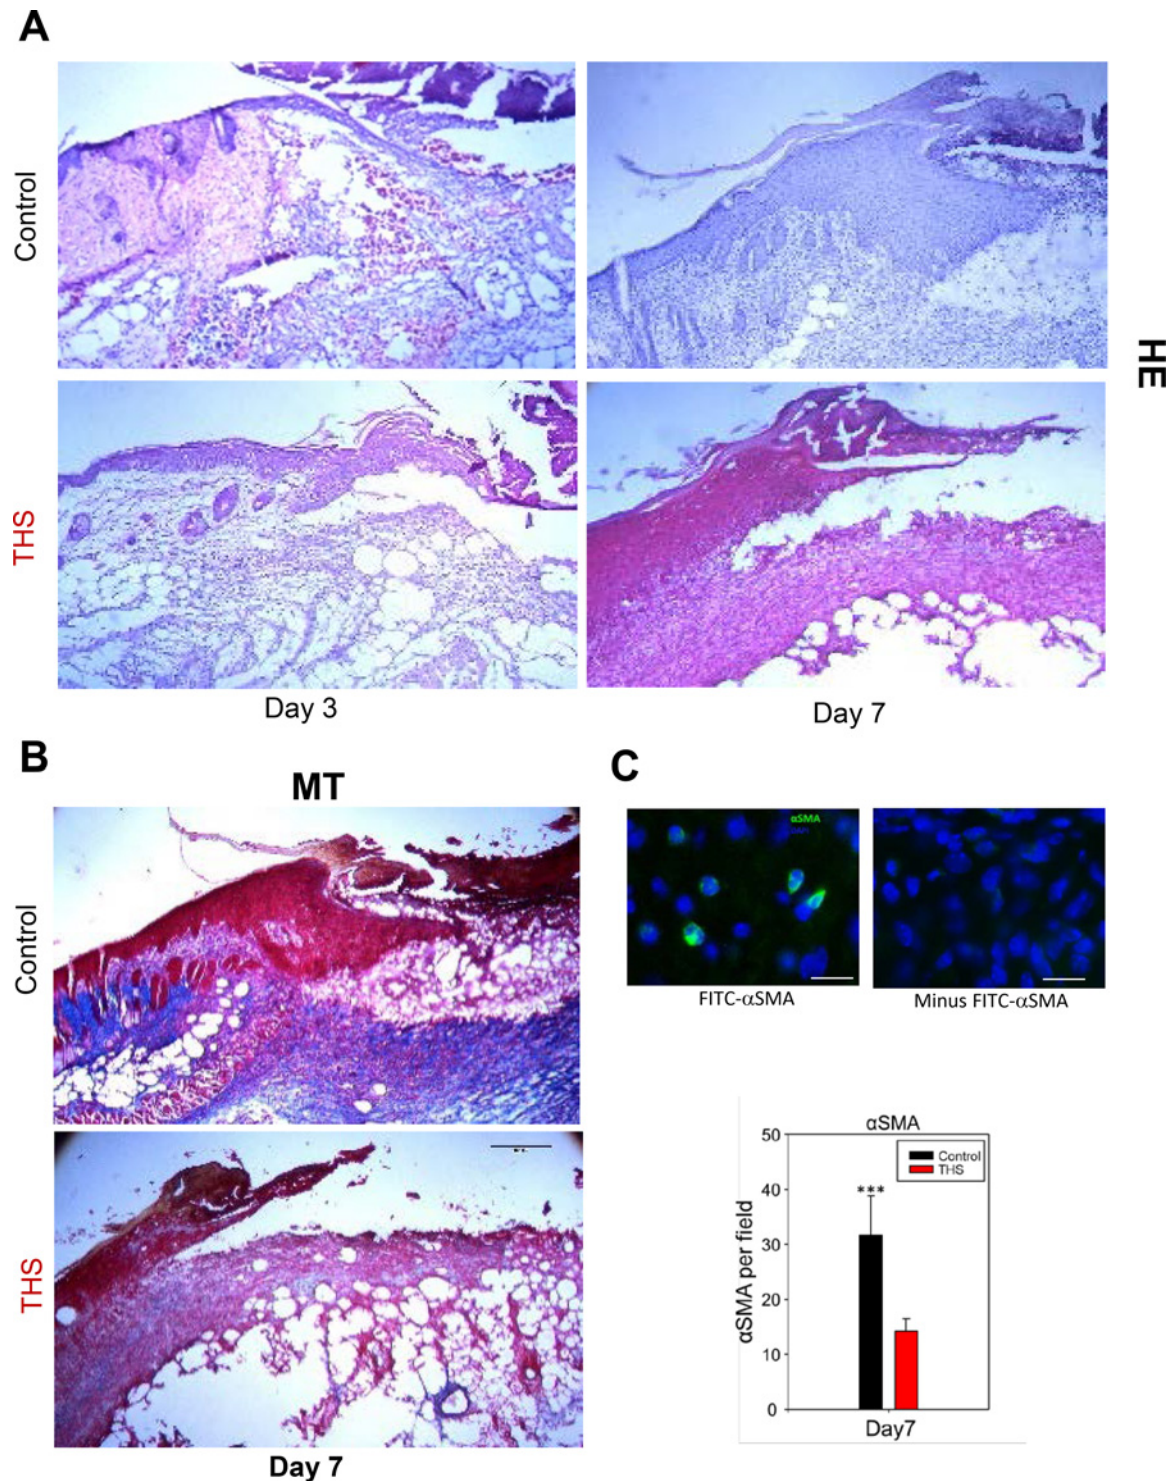 A
Control
HE
THS
Day 3
Day 7
B
MT
Control
THS
Day 7
C
αSMA
DAPI
FITC-αSMA
Minus FITC-αSMA
αSMA
50
Control
THS
40
***
30
αSMA per field
20
10
0
Day7